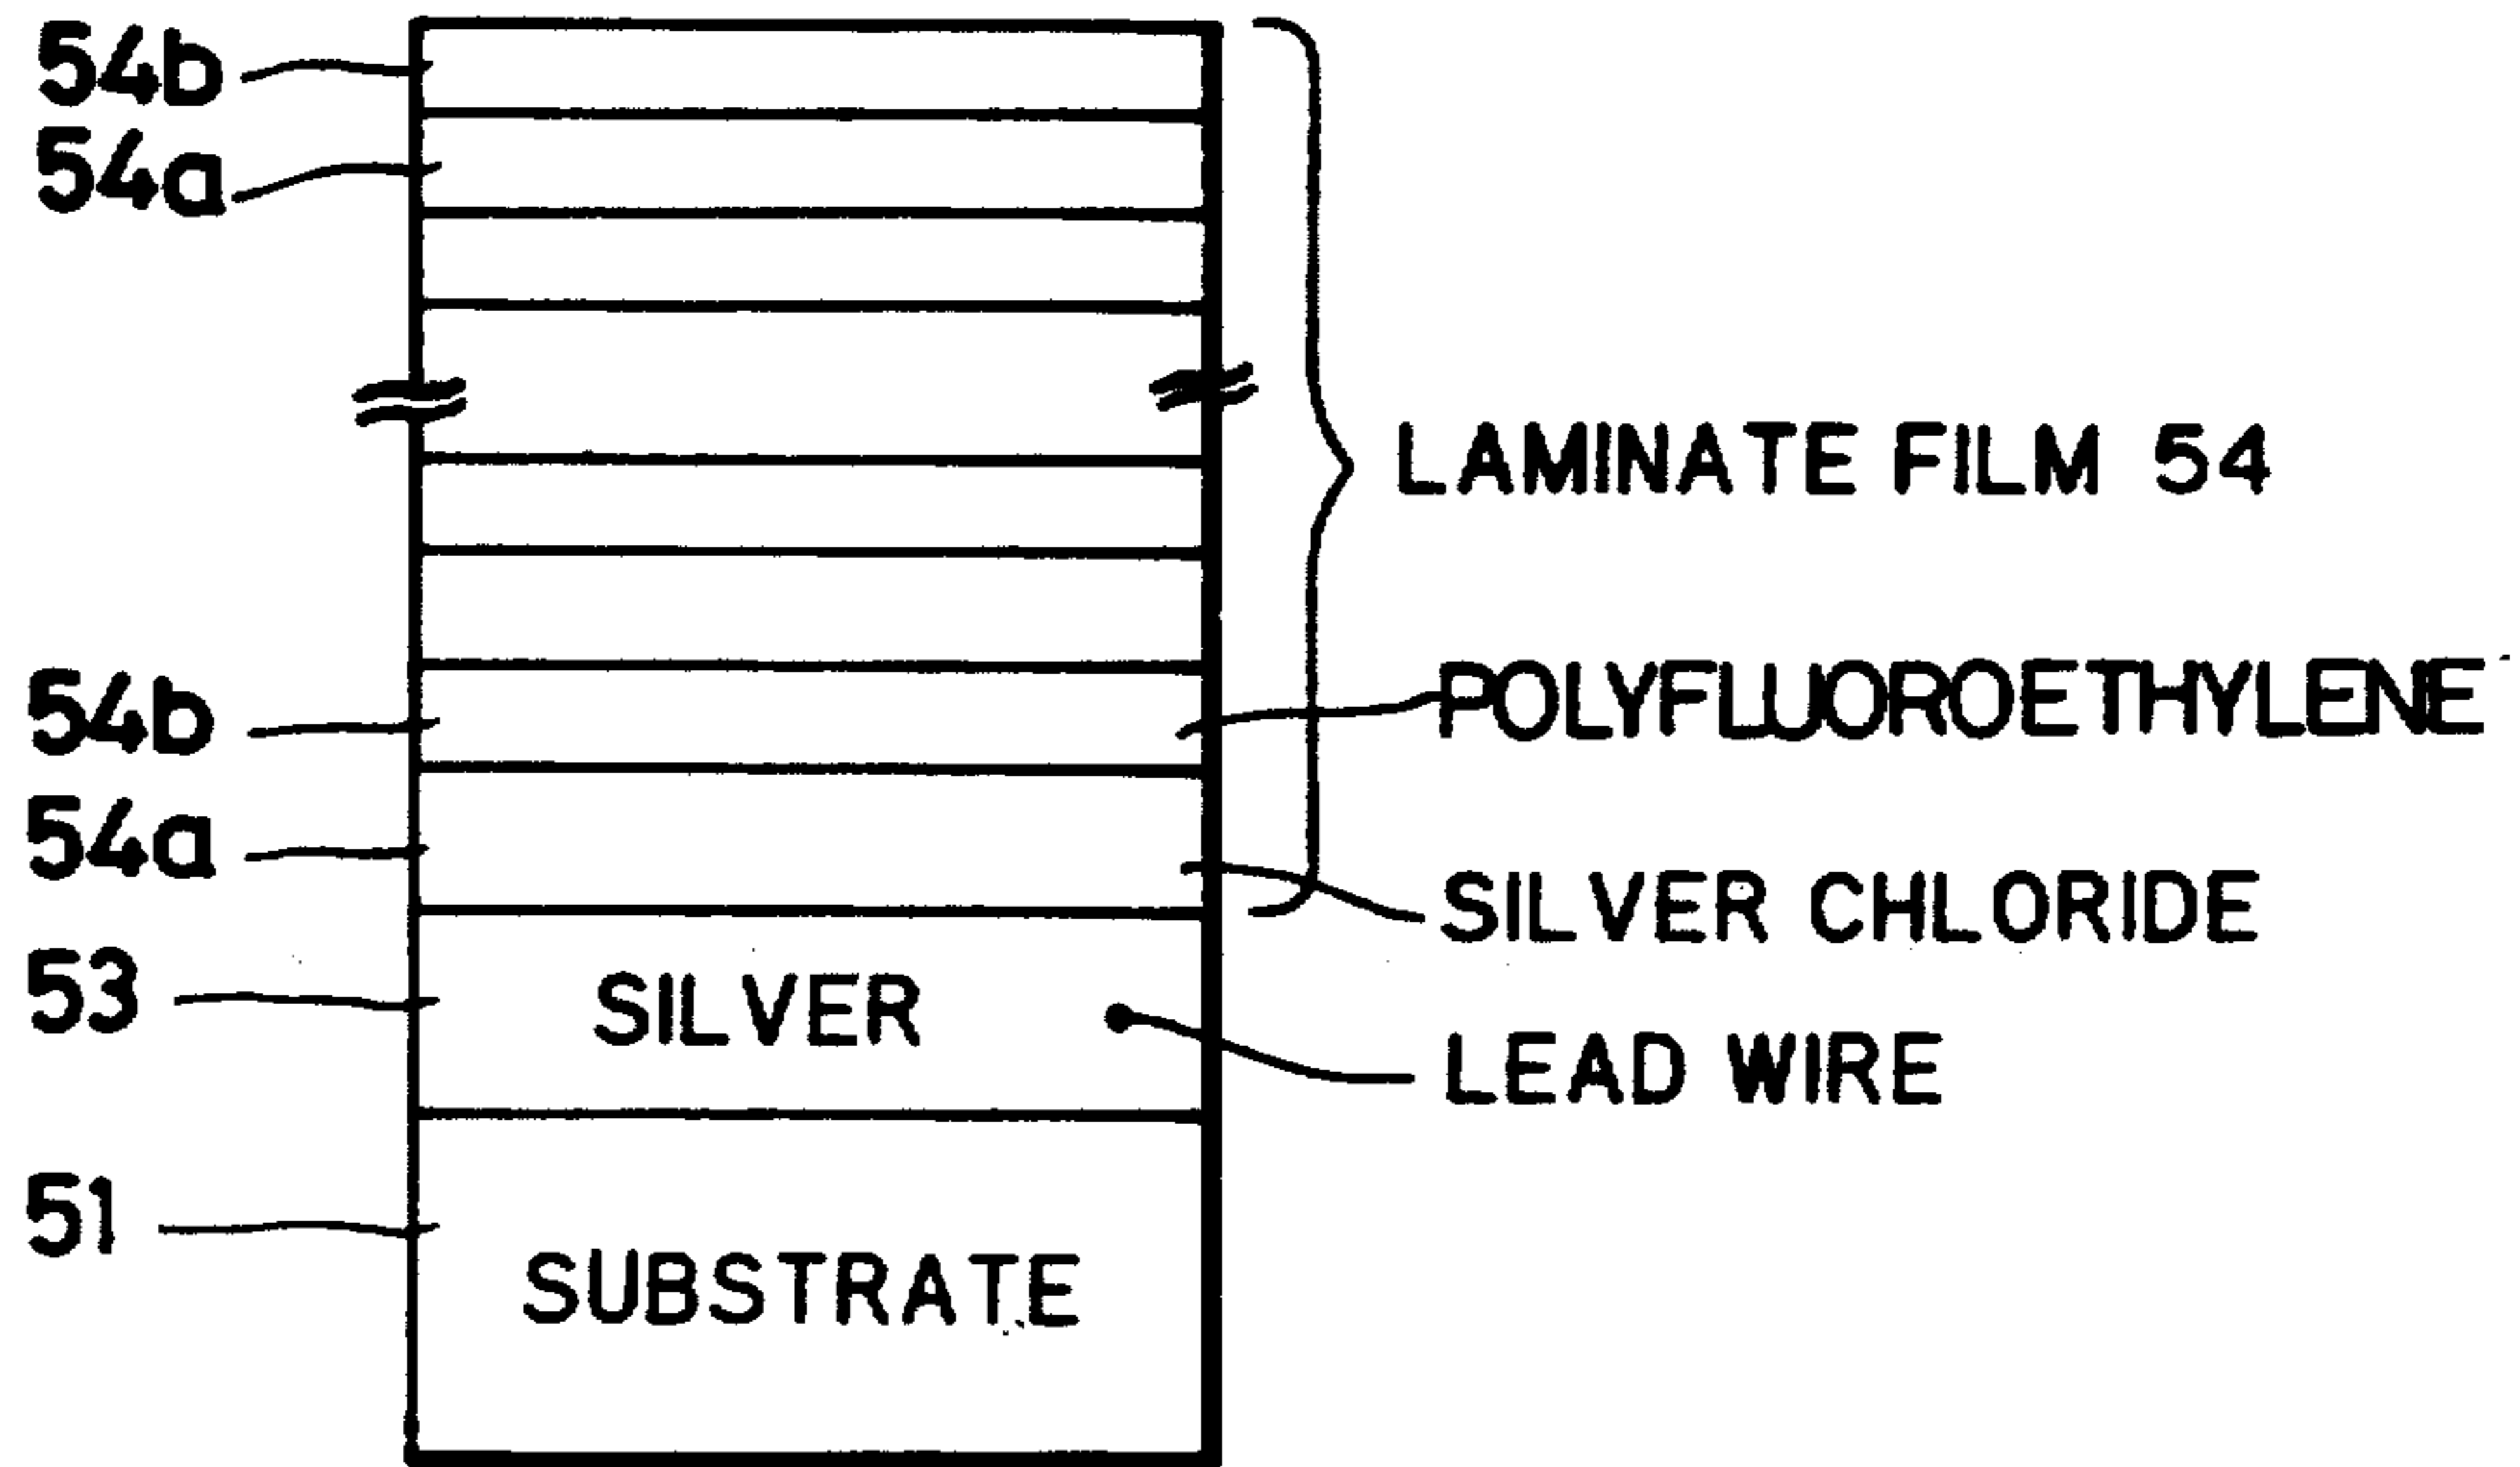 54b
54a
LAMINATE FILM 54
54b
POLYFLUOROETHYLENE
54a
SILVER CHLORIDE
53
SILVER
LEAD WIRE
51
SUBSTRATE